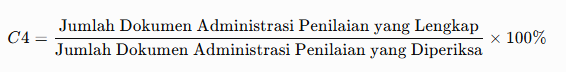 C4 = Jumlah Dokumen Administrasi Penilaian yang Lengkap / Jumlah Dokumen Administrasi Penilaian yang Diperiksa × 100%